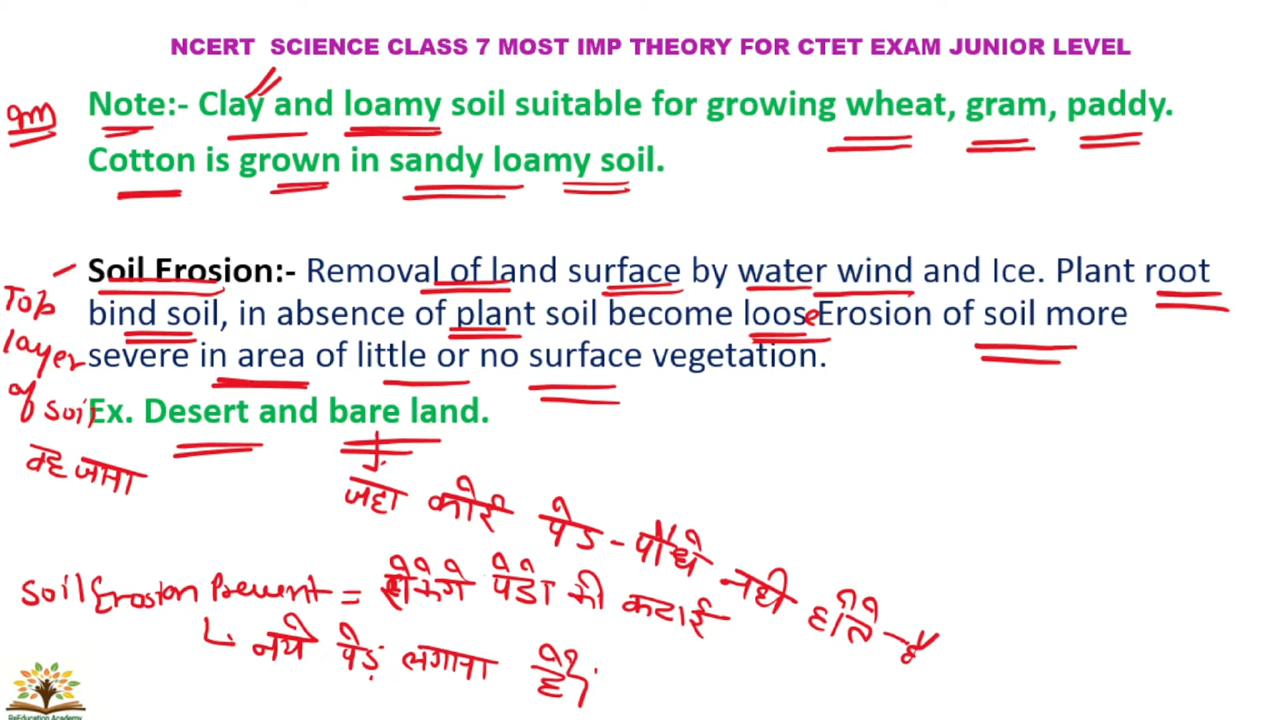 NCERT SCIENCE CLASS 7 MOST IMP THEORY FOR CTET EXAM JUNIOR LEVEL
Note:- Clay and loamy soil suitable for growing wheat, gram, paddy.
Cotton is grown in sandy loamy soil.
Soil Erosion:- Removal of land surface by water wind and Ice. Plant root
bind soil, in absence of plant soil become loose Erosion of soil more
severe in area of little or no surface vegetation.
Ex. Desert and bare land.
Top
layer
of soil
बह जाना
जहा कोई पेड - पौधे नही होते है
Soil Erosion Prevent = रोकेंगे पेडो की कटाई
नये पेड़ लगाना है
ReEducation Academy